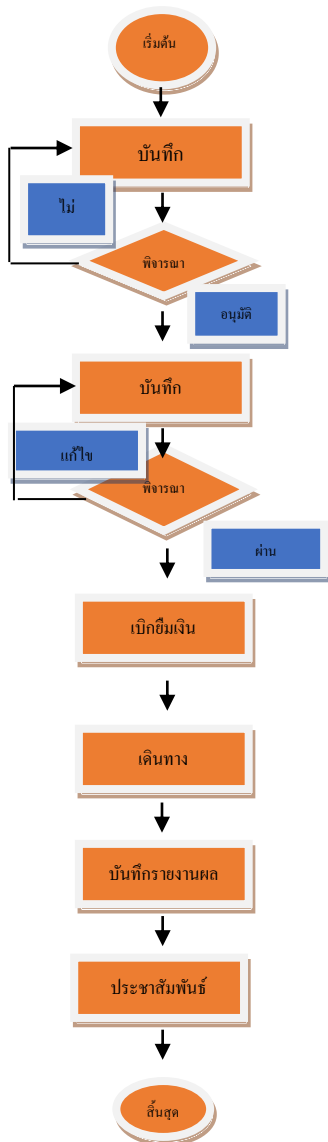 เริ่มต้น
บันทึก
ไม่
พิจารณา
อนุมัติ
บันทึก
แก้ไข
พิจารณา
ผ่าน
เบิกยืมเงิน
เดินทาง
บันทึกรายงานผล
ประชาสัมพันธ์
สิ้นสุด